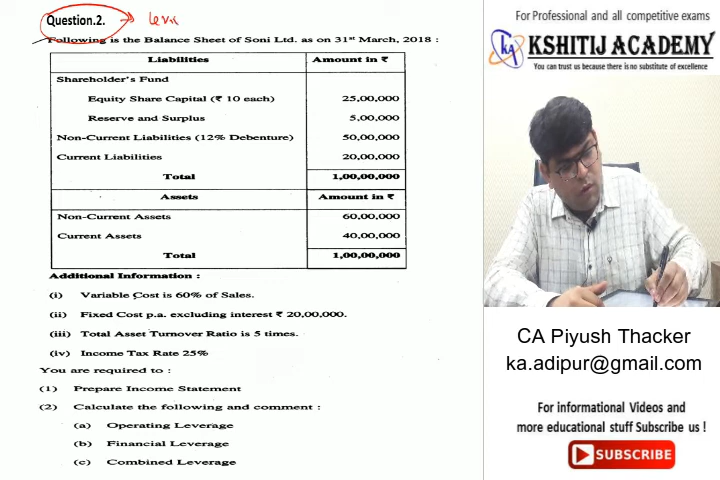 Question.2.
Following is the Balance Sheet of Soni Ltd. as on 31st March, 2018 :
Liabilities Amount in ₹
Shareholder's Fund
Equity Share Capital (₹ 10 each) 25,00,000
Reserve and Surplus 5,00,000
Non-Current Liabilities (12% Debenture) 50,00,000
Current Liabilities 20,00,000
Total 1,00,00,000
Assets Amount in ₹
Non-Current Assets 60,00,000
Current Assets 40,00,000
Total 1,00,00,000
Additional Information :
(i) Variable Cost is 60% of Sales.
(ii) Fixed Cost p.a. excluding interest ₹ 20,00,000.
(iii) Total Asset Turnover Ratio is 5 times.
(iv) Income Tax Rate 25%
You are required to :
(1) Prepare Income Statement
(2) Calculate the following and comment :
(a) Operating Leverage
(b) Financial Leverage
(c) Combined Leverage
For Professional and all competitive exams
KA
KSHITIJ ACADEMY
You can trust us because there is no substitute of excellence
CA Piyush Thacker
ka.adipur@gmail.com
For informational Videos and
more educational stuff Subscribe us !
SUBSCRIBE